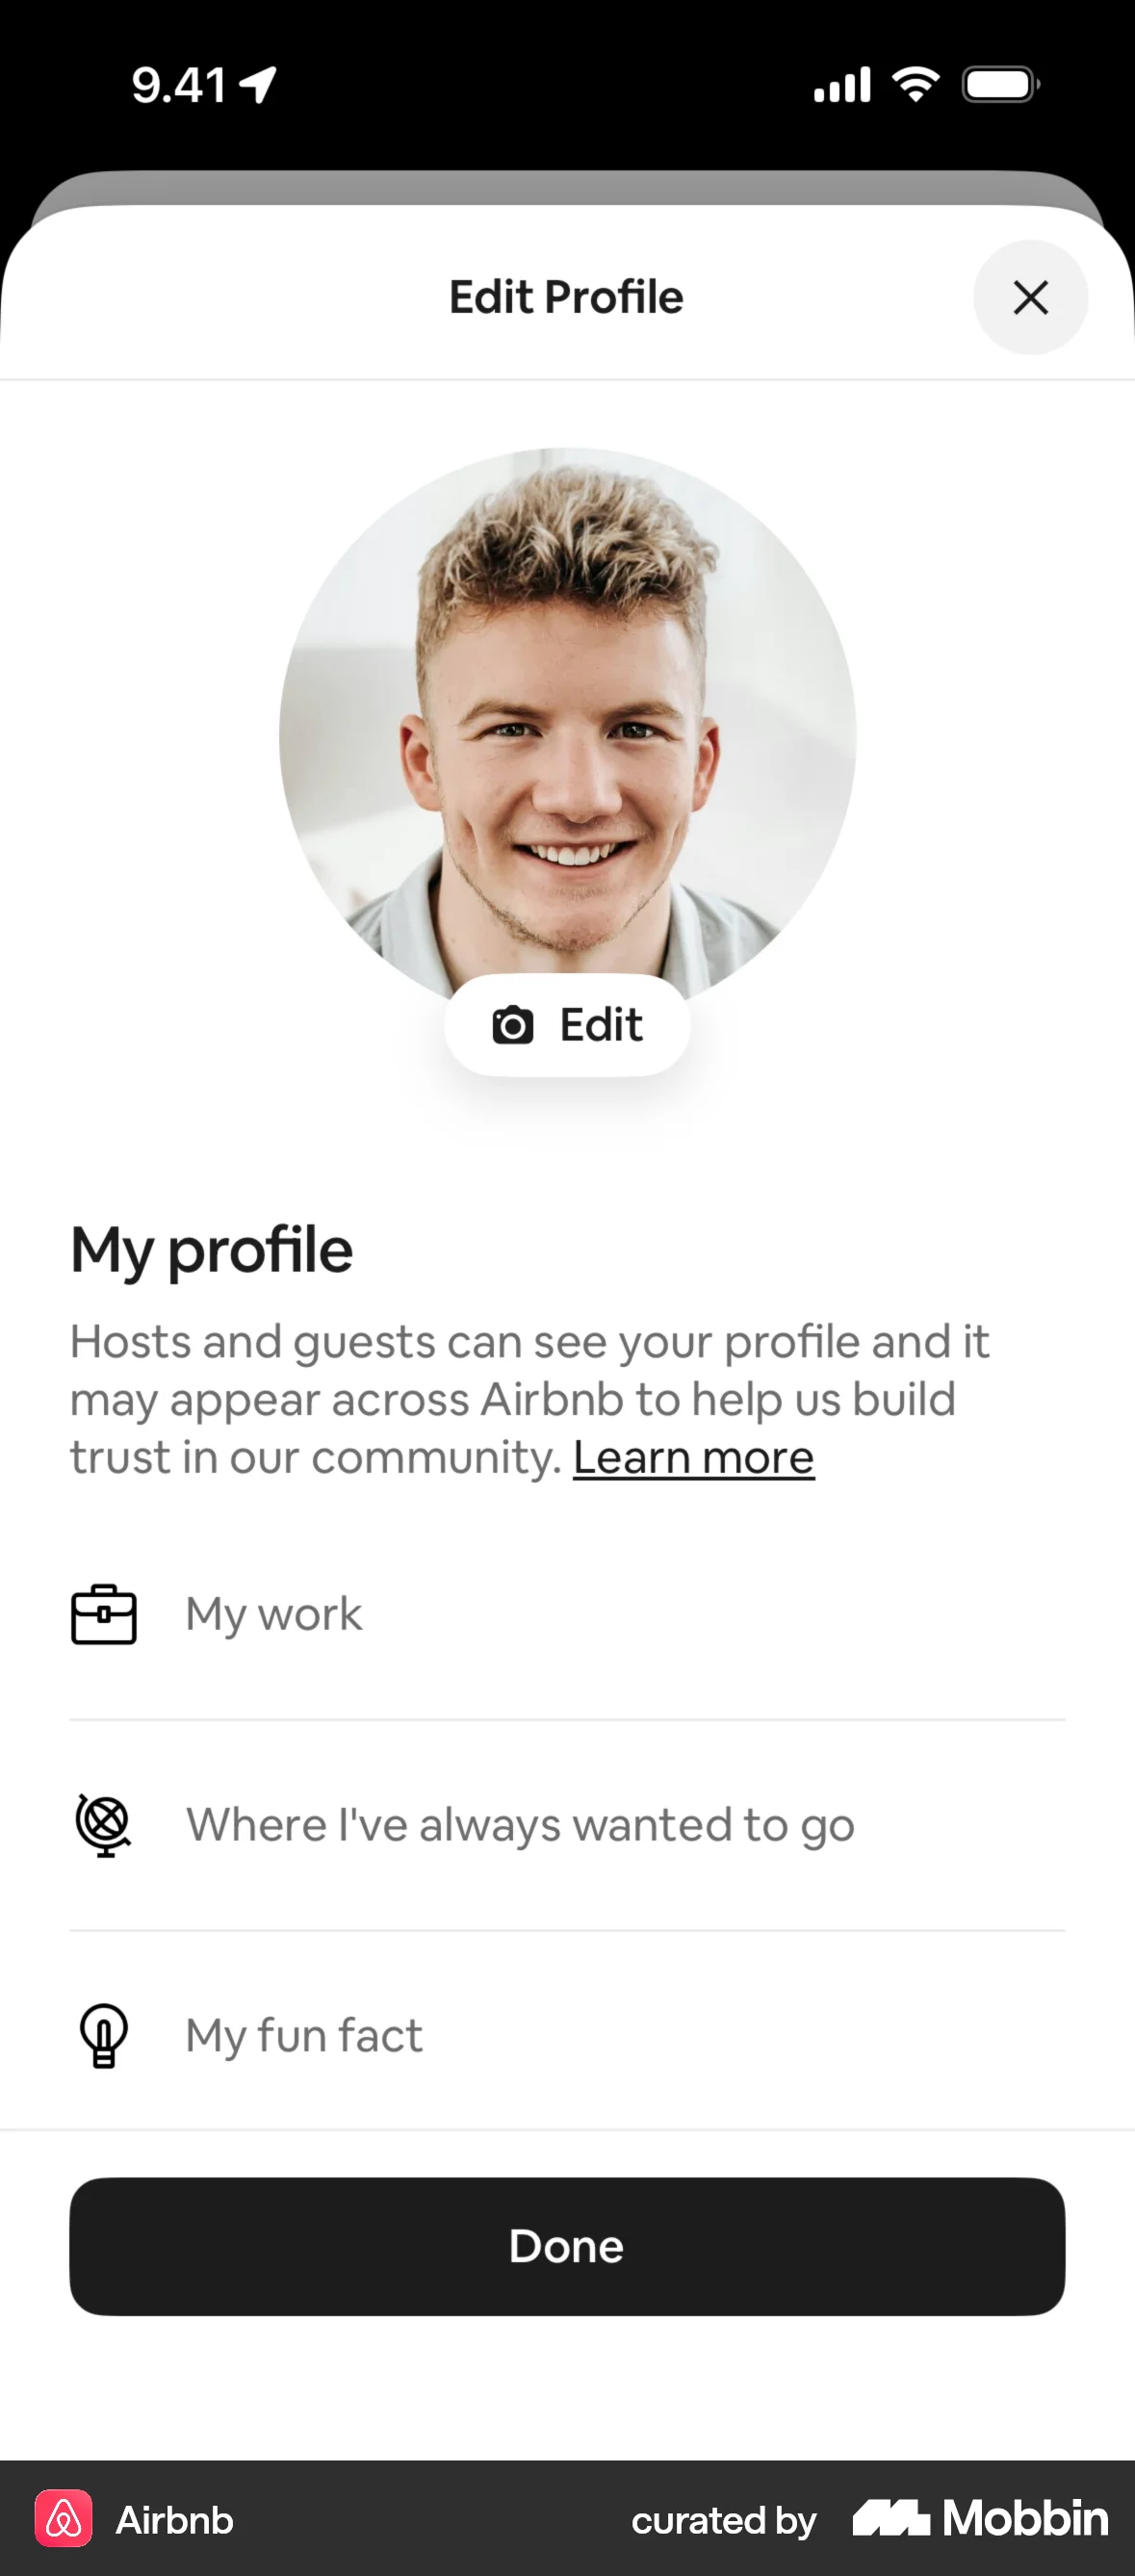 9.41
Edit Profile
Edit
My profile
Hosts and guests can see your profile and it
may appear across Airbnb to help us build
trust in our community. Learn more
My work
Where I've always wanted to go
My fun fact
Done
Airbnb
curated by Mobbin